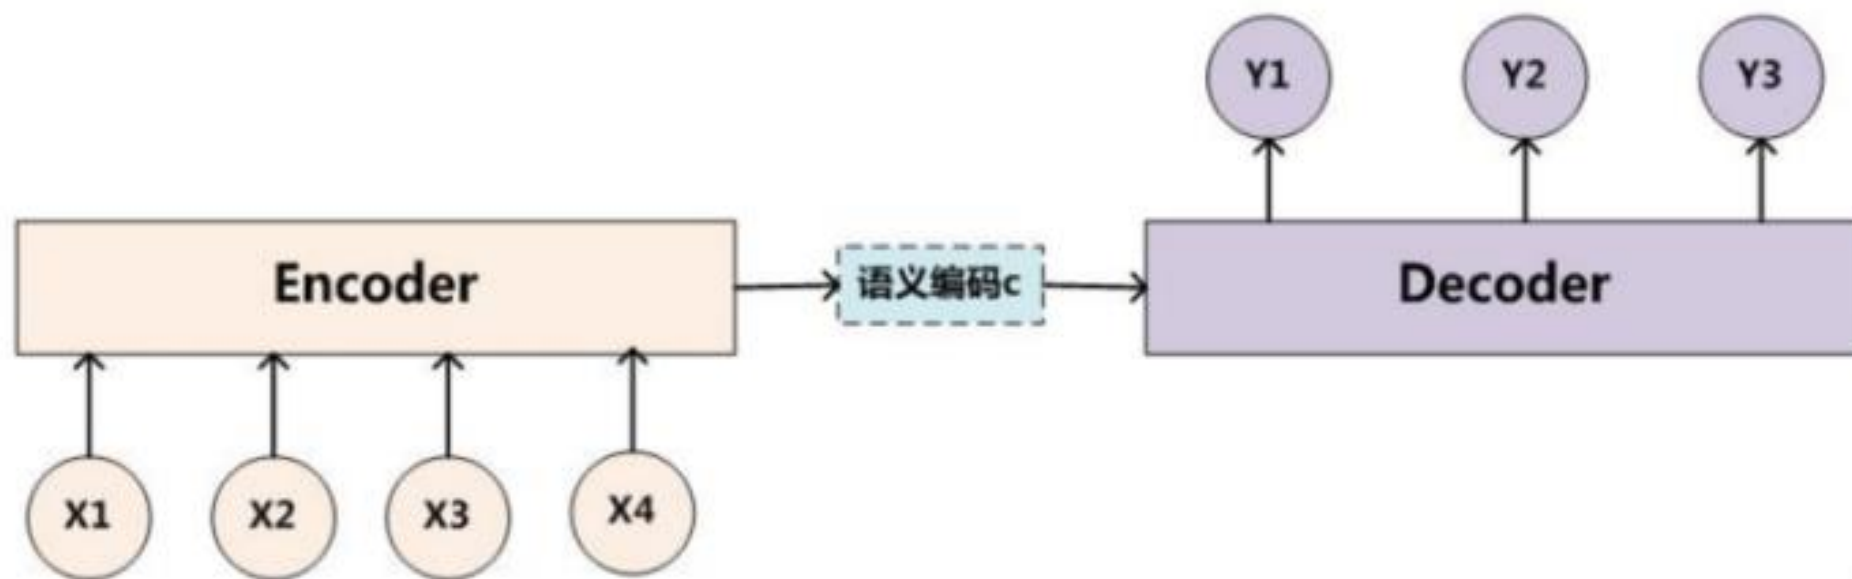 Y1 Y2 Y3
Encoder 语义编码c Decoder
X1 X2 X3 X4